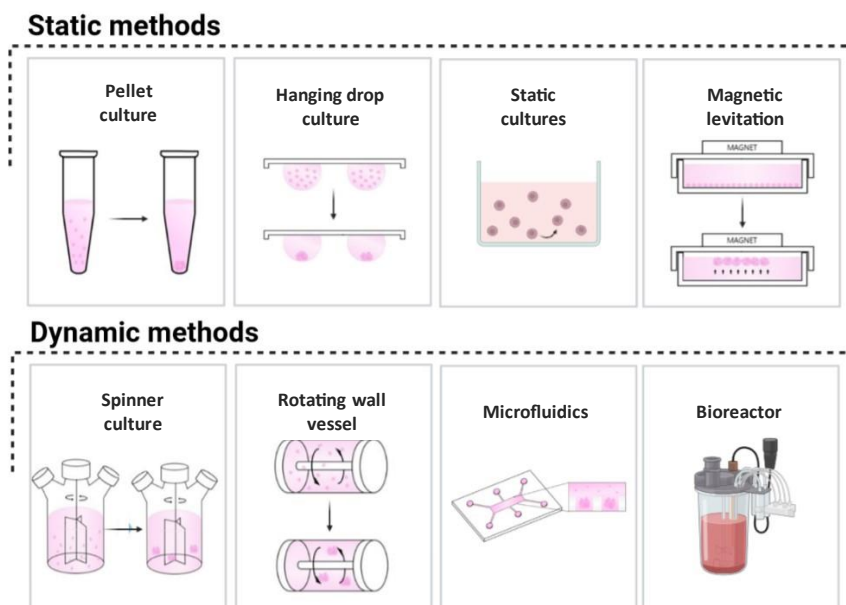 Static methods
Pellet
culture
Hanging drop
culture
Static
cultures
Magnetic
levitation
MAGNET
MAGNET
Dynamic methods
Spinner
culture
Rotating wall
vessel
Microfluidics
Bioreactor